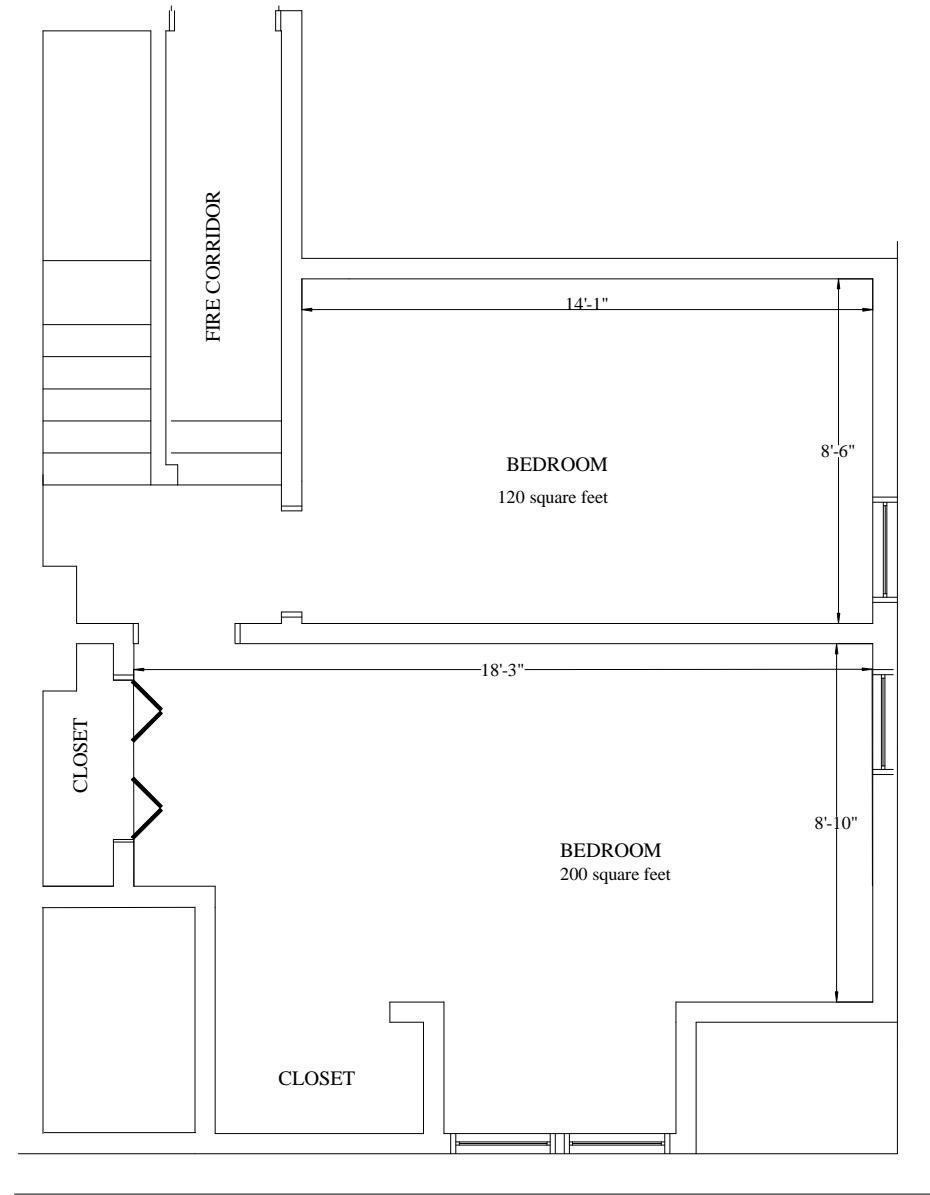 FIRE CORRIDOR
14'-1"
8'-6"
BEDROOM
120 square feet
18'-3"
CLOSET
8'-10"
BEDROOM
200 square feet
CLOSET